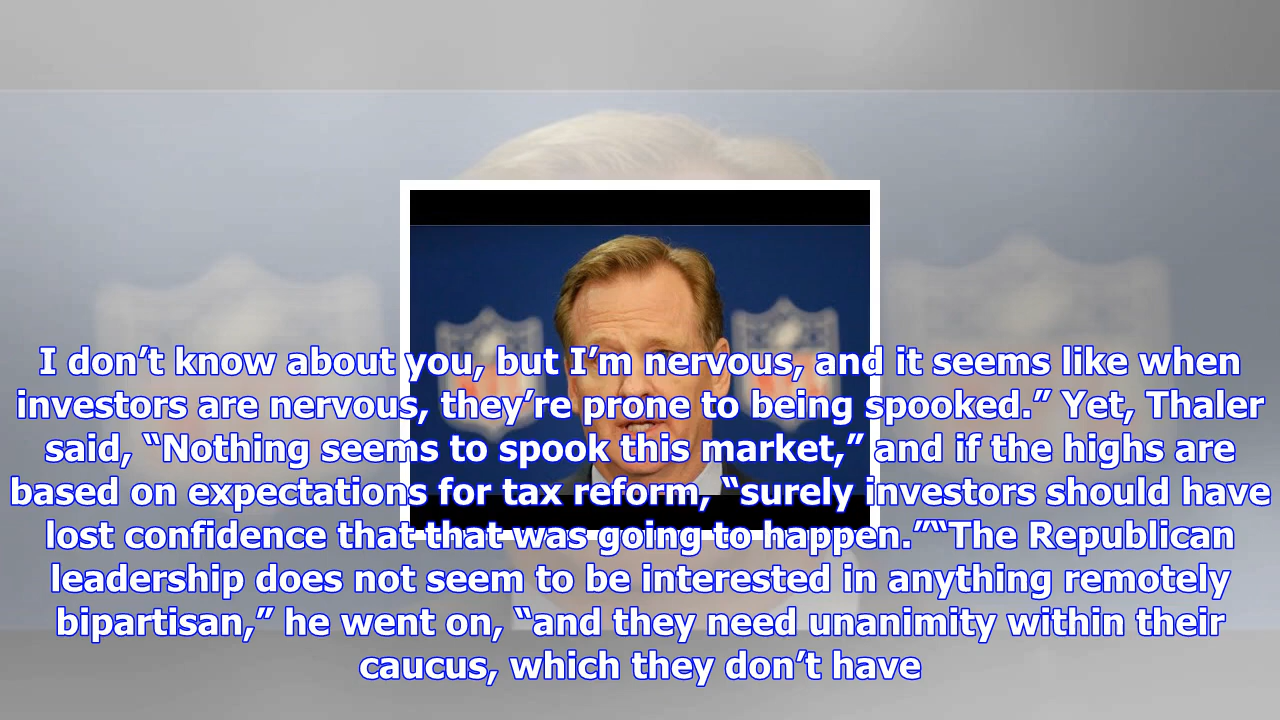 I don’t know about you, but I’m nervous, and it seems like when
investors are nervous, they’re prone to being spooked.” Yet, Thaler
said, “Nothing seems to spook this market,” and if the highs are
based on expectations for tax reform, “surely investors should have
lost confidence that that was going to happen.”“The Republican
leadership does not seem to be interested in anything remotely
bipartisan,” he went on, “and they need unanimity within their
caucus, which they don’t have